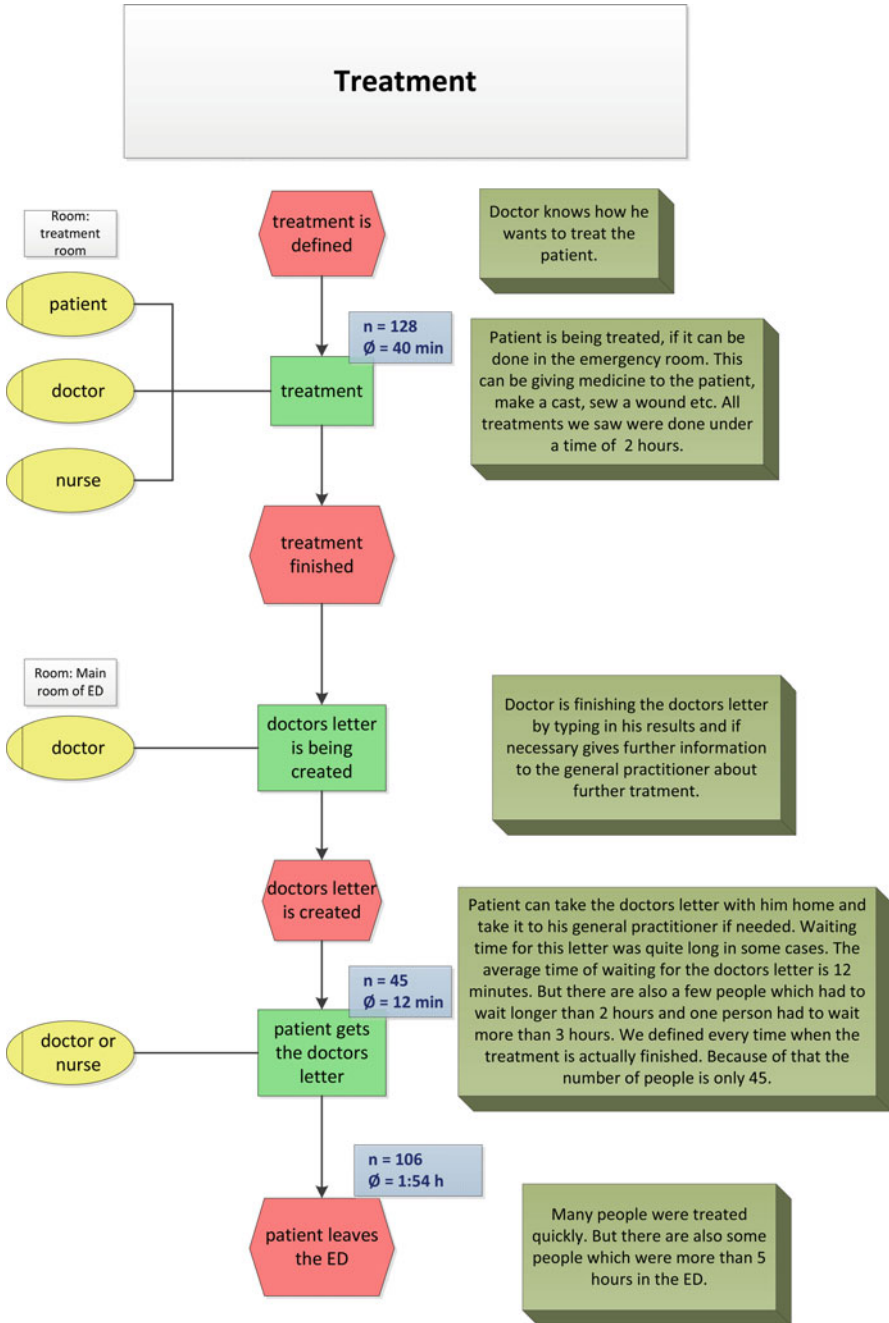 Treatment
Room:
treatment
room
treatment is
defined
Doctor knows how he
wants to treat the
patient.
patient
doctor
nurse
n = 128
Ø = 40 min
treatment
Patient is being treated, if it can be
done in the emergency room. This
can be giving medicine to the patient,
make a cast, sew a wound etc. All
treatments we saw were done under
a time of 2 hours.
treatment
finished
Room: Main
room of ED
doctor
doctors letter
is being
created
Doctor is finishing the doctors letter
by typing in his results and if
necessary gives further information
to the general practitioner about
further tratment.
doctors letter
is created
Patient can take the doctors letter with him home and
take it to his general practitioner if needed. Waiting
time for this letter was quite long in some cases. The
average time of waiting for the doctors letter is 12
minutes. But there are also a few people which had to
wait longer than 2 hours and one person had to wait
more than 3 hours. We defined every time when the
treatment is actually finished. Because of that the
number of people is only 45.
n = 45
Ø = 12 min
doctor or
nurse
patient gets
the doctors
letter
n = 106
Ø = 1:54 h
patient leaves
the ED
Many people were treated
quickly. But there are also some
people which were more than 5
hours in the ED.